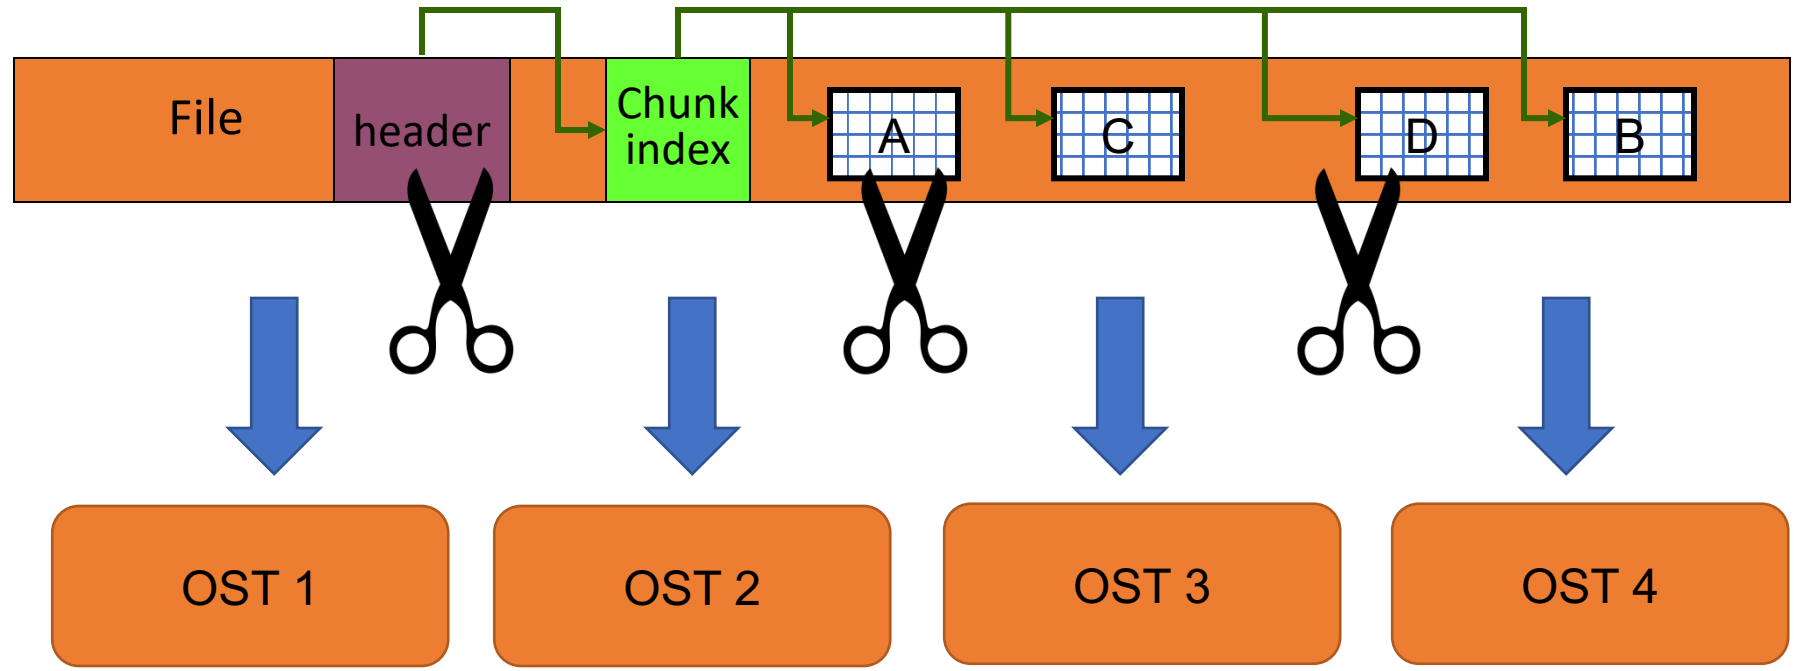 File
header
Chunk
index
A
C
D
B
OST 1
OST 2
OST 3
OST 4